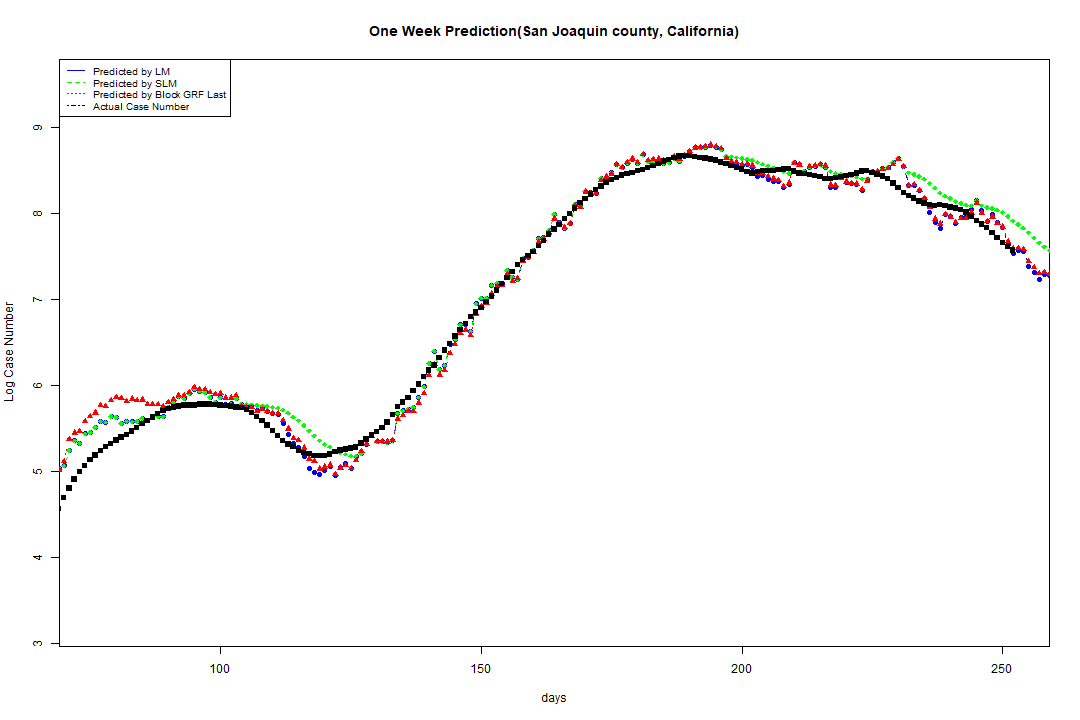 One Week Prediction(San Joaquin county, California)
Predicted by LM
Predicted by SLM
Predicted by Block GRF Last
Actual Case Number
9
8
7
6
5
4
3
Log Case Number
100 150 200 250
days